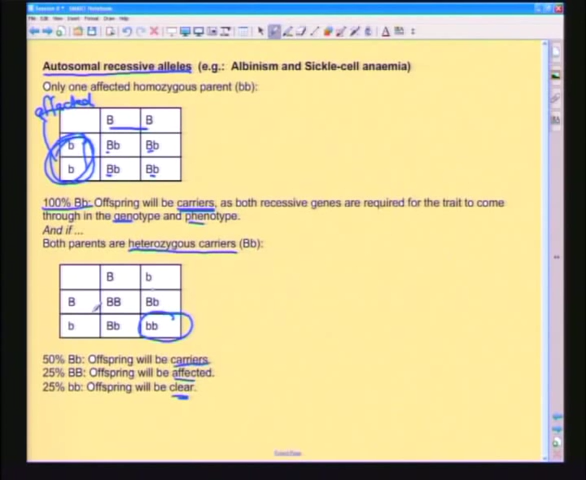 Autosomal recessive alleles (e.g.: Albinism and Sickle-cell anaemia)
Only one affected homozygous parent (bb):
affected
B B
b Bb Bb
b Bb Bb
100% Bb: Offspring will be carriers, as both recessive genes are required for the trait to come
through in the genotype and phenotype.
And if ...
Both parents are heterozygous carriers (Bb):
B b
B BB Bb
b Bb bb
50% Bb: Offspring will be carriers.
25% BB: Offspring will be affected.
25% bb: Offspring will be clear.